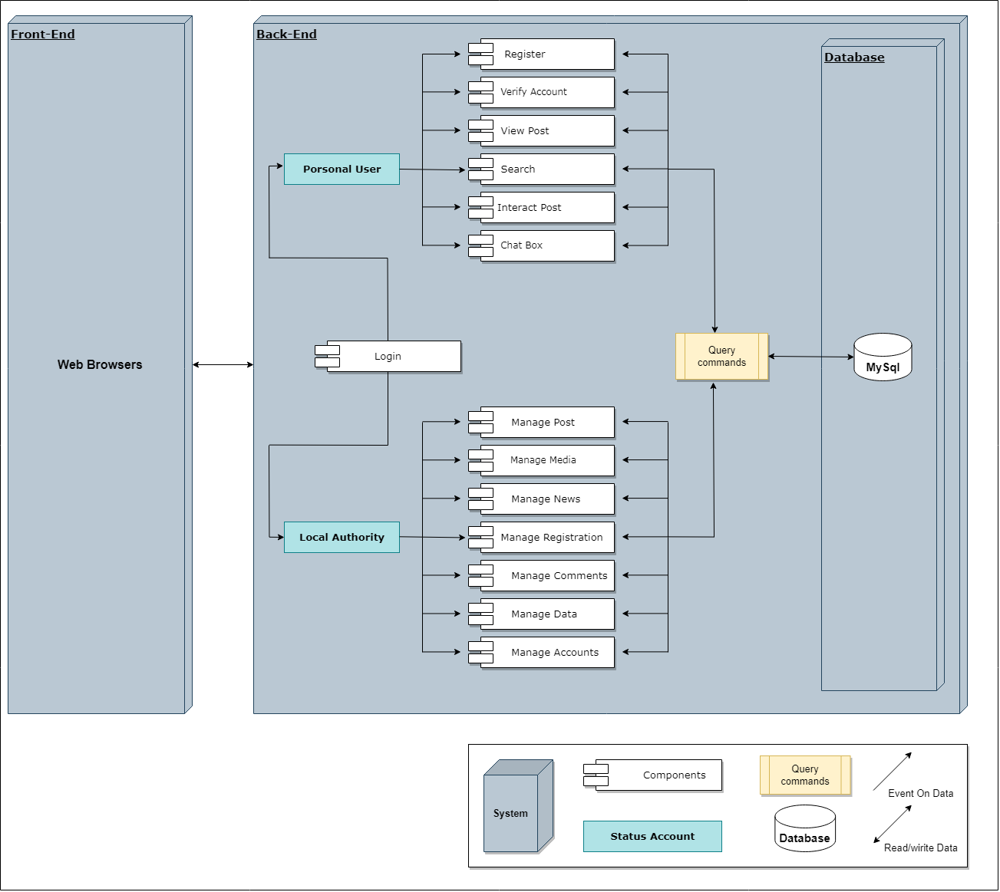 Front-End
Web Browsers
Back-End
Register
Verify Account
View Post
Porsonal User
Search
Interact Post
Chat Box
Login
Query
commands
Manage Post
Manage Media
Manage News
Local Authority
Manage Registration
Manage Comments
Manage Data
Manage Accounts
Database
MySql
System
Components
Status Account
Query
commands
Database
Event On Data
Read/wirite Data